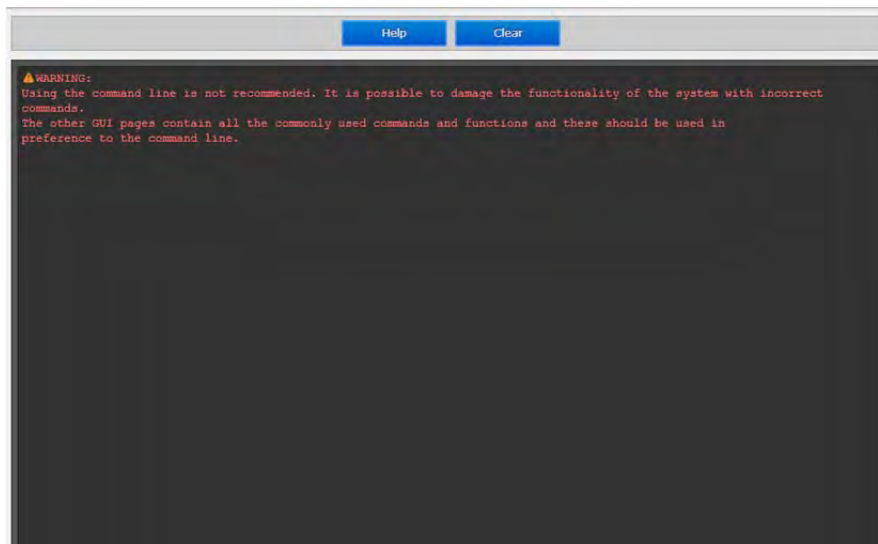 Help Clear
WARNING:
Using the command line is not recommended. It is possible to damage the functionality of the system with incorrect
commands.
The other GUI pages contain all the commonly used commands and functions and these should be used in
preference to the command line.